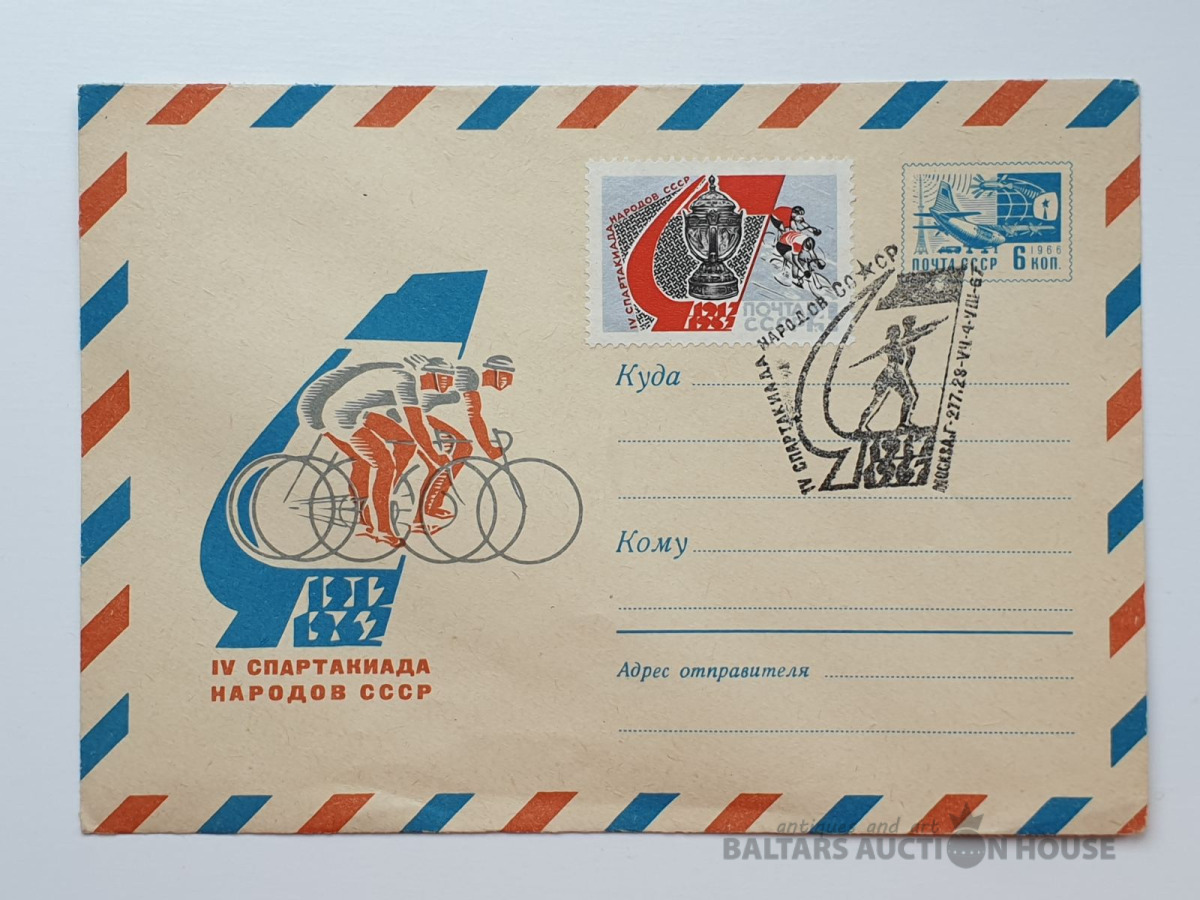 IV СПАРТАКИАДА НАРОДОВ СССР
1917
1967
ПОЧТА
СССР
1966
ПОЧТА СССР 6 КОП.
IV СПАРТАКИАДА НАРОДОВ СССР
1917
1967
МОСКВА,Г-277.28-VII-4-VIII-67
Куда
Кому
Адрес отправителя
1917
1967
IV СПАРТАКИАДА
НАРОДОВ СССР
antiques and art
BALTARS AUCTION HOUSE